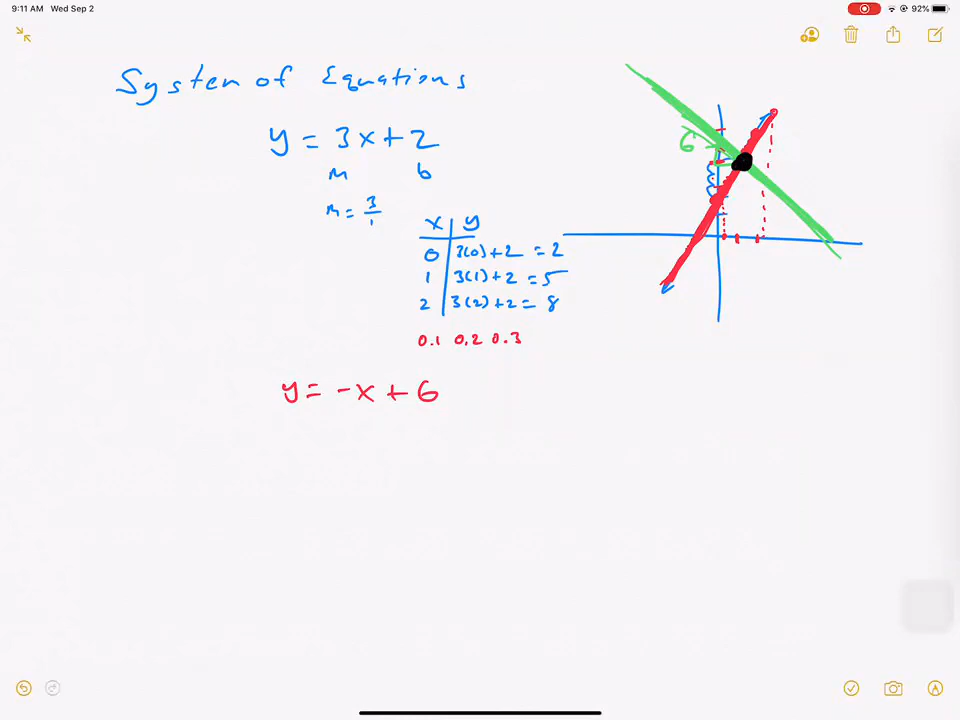 9:11 AM Wed Sep 2
92%
System of Equations
y = 3x + 2
m b
m = 3/1
x y
0 3(0) + 2 = 2
1 3(1) + 2 = 5
2 3(2) + 2 = 8
0.1 0.2 0.3
y = -x + 6
6